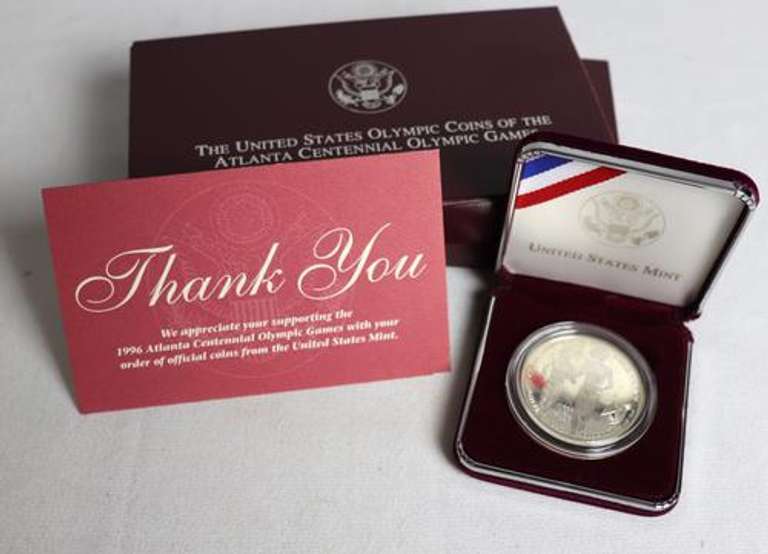 THE UNITED STATES OLYMPIC COINS OF THE
ATLANTA CENTENNIAL OLYMPIC GAMES
Thank You
We appreciate your supporting the
1996 Atlanta Centennial Olympic Games with your
order of official coins from the United States Mint.
UNITED STATES MINT